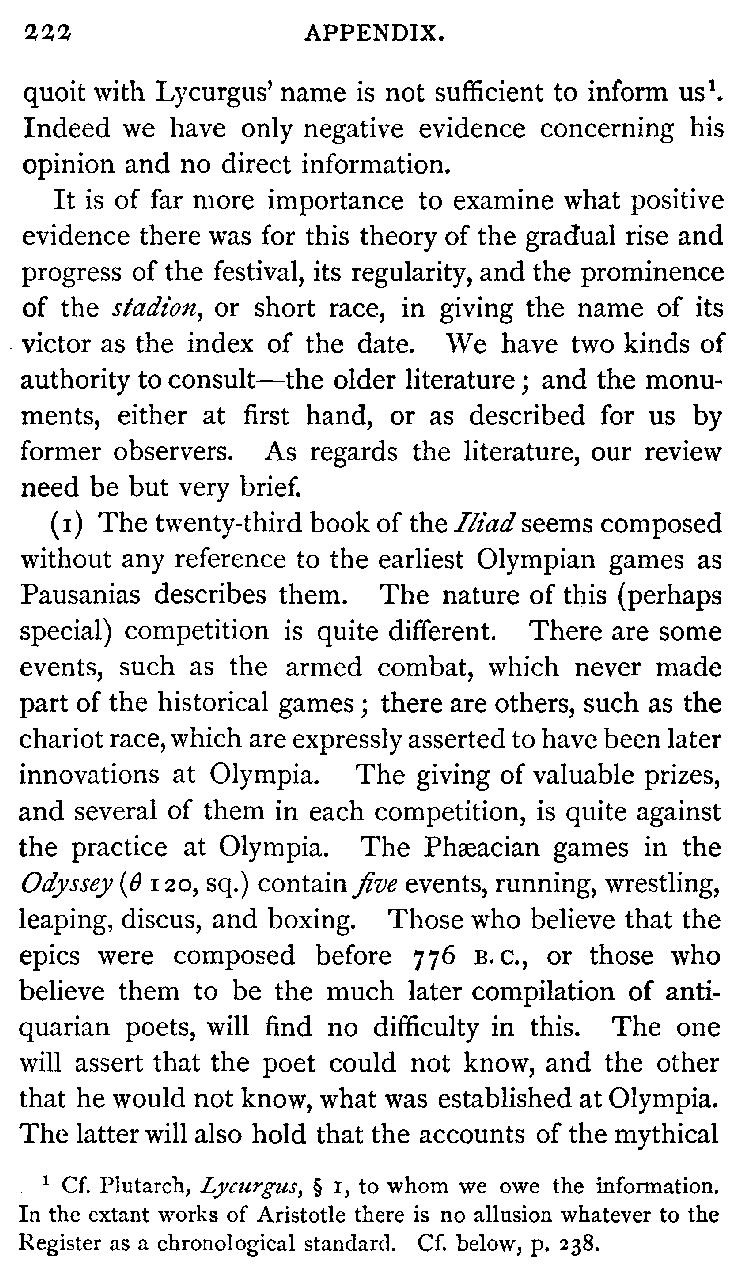 222 APPENDIX.
quoit with Lycurgus' name is not sufficient to inform us¹.
Indeed we have only negative evidence concerning his
opinion and no direct information.
It is of far more importance to examine what positive
evidence there was for this theory of the gradual rise and
progress of the festival, its regularity, and the prominence
of the stadion, or short race, in giving the name of its
victor as the index of the date. We have two kinds of
authority to consult—the older literature; and the monu-
ments, either at first hand, or as described for us by
former observers. As regards the literature, our review
need be but very brief.
(1) The twenty-third book of the Iliad seems composed
without any reference to the earliest Olympian games as
Pausanias describes them. The nature of this (perhaps
special) competition is quite different. There are some
events, such as the armed combat, which never made
part of the historical games; there are others, such as the
chariot race, which are expressly asserted to have been later
innovations at Olympia. The giving of valuable prizes,
and several of them in each competition, is quite against
the practice at Olympia. The Phæacian games in the
Odyssey (θ 120, sq.) contain five events, running, wrestling,
leaping, discus, and boxing. Those who believe that the
epics were composed before 776 B.C., or those who
believe them to be the much later compilation of anti-
quarian poets, will find no difficulty in this. The one
will assert that the poet could not know, and the other
that he would not know, what was established at Olympia.
The latter will also hold that the accounts of the mythical
¹ Cf. Plutarch, Lycurgus, § 1, to whom we owe the information.
In the extant works of Aristotle there is no allusion whatever to the
Register as a chronological standard. Cf. below, p. 238.